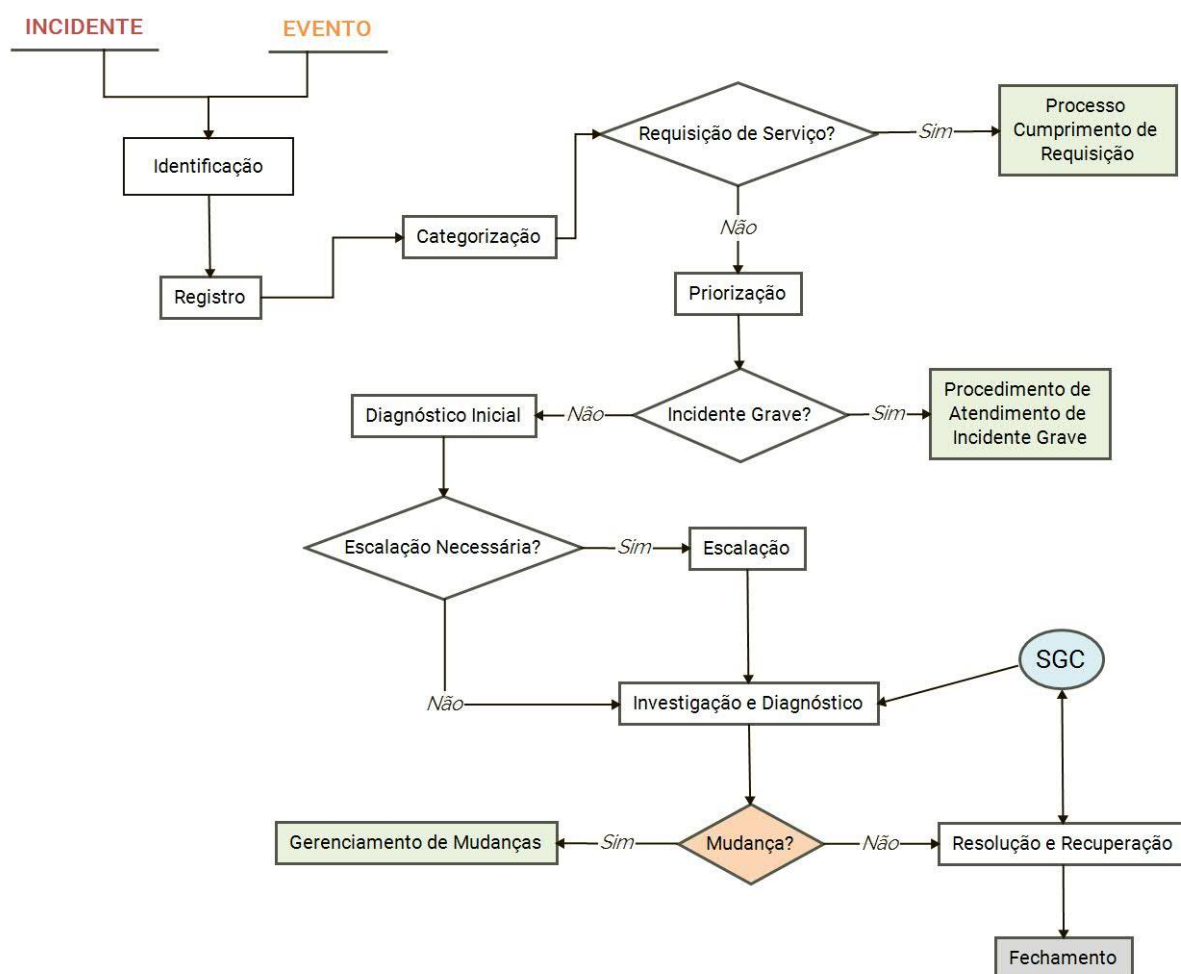 INCIDENTE
EVENTO
Identificação
Registro
Categorização
Requisição de Serviço?
Sim
Processo
Cumprimento de
Requisição
Não
Priorização
Incidente Grave?
Sim
Procedimento de
Atendimento de
Incidente Grave
Não
Diagnóstico Inicial
Escalação Necessária?
Sim
Escalação
Não
Investigação e Diagnóstico
SGC
Mudança?
Sim
Gerenciamento de Mudanças
Não
Resolução e Recuperação
Fechamento